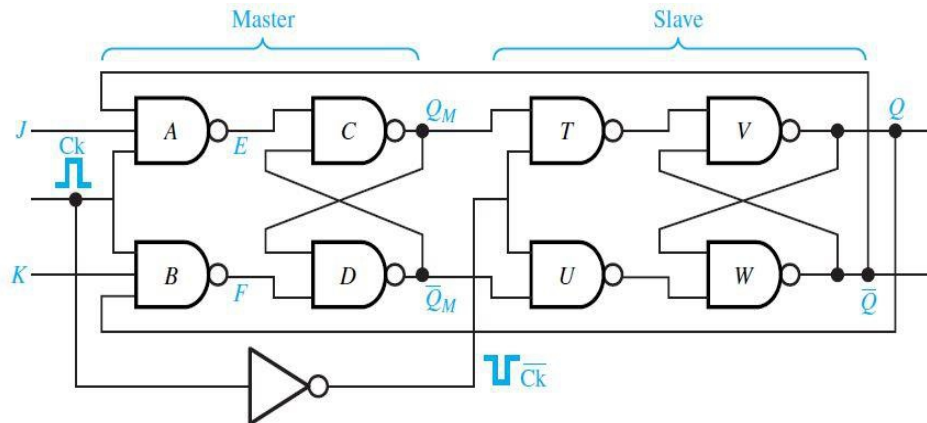 Master Slave
Q_M Q
J A E C T V
Ck
K B F D Q̅_M U W Q̅
C̅k̅